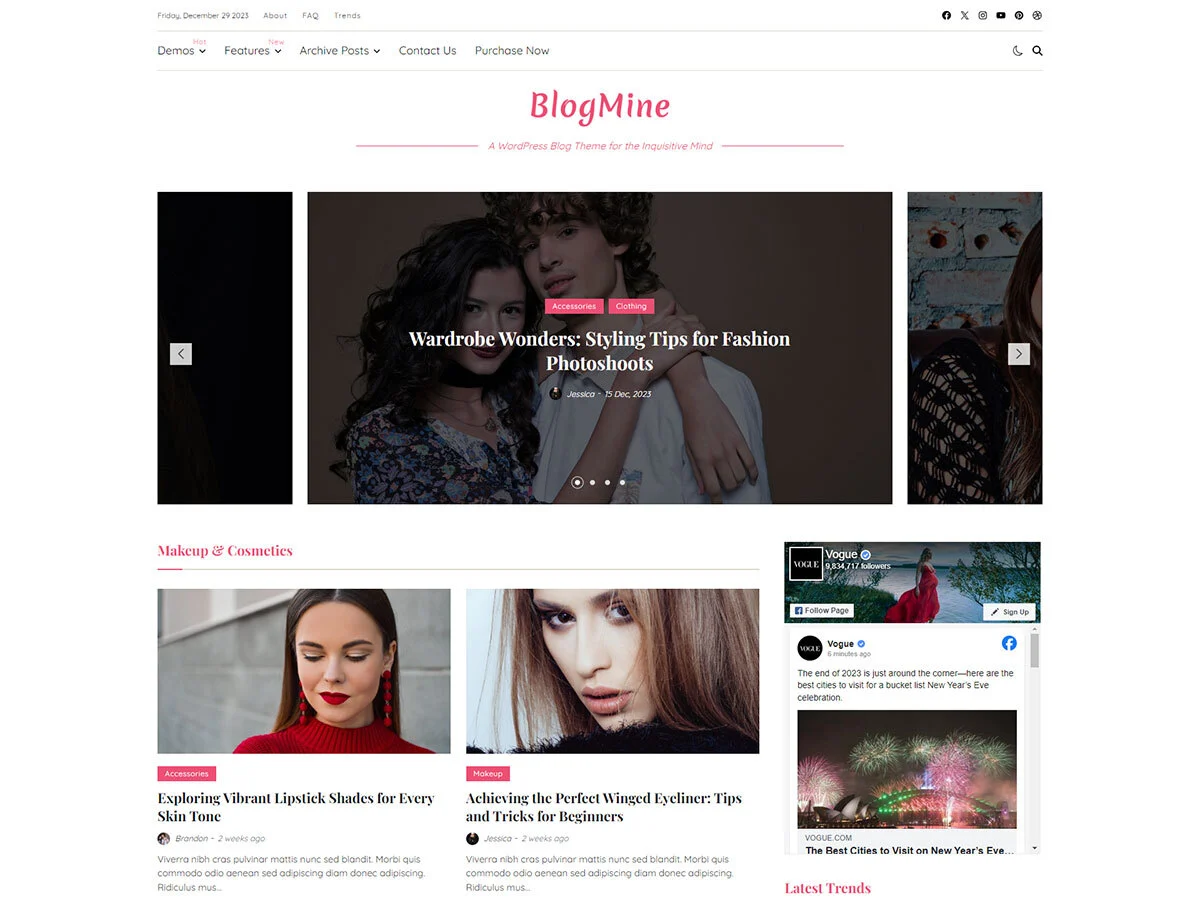 Friday, December 29 2023 About FAQ Trends
Hot New
Demos Features Archive Posts Contact Us Purchase Now
BlogMine
A WordPress Blog Theme for the Inquisitive Mind
Accessories Clothing
Wardrobe Wonders: Styling Tips for Fashion
Photoshoots
Jessica - 15 Dec, 2023
Makeup & Cosmetics
Accessories
Exploring Vibrant Lipstick Shades for Every
Skin Tone
Brandon - 2 weeks ago
Viverra nibh cras pulvinar mattis nunc sed blandit. Morbi quis
commodo odio aenean sed adipiscing diam donec adipiscing.
Ridiculus mus...
Makeup
Achieving the Perfect Winged Eyeliner: Tips
and Tricks for Beginners
Jessica - 2 weeks ago
Viverra nibh cras pulvinar mattis nunc sed blandit. Morbi quis
commodo odio aenean sed adipiscing diam donec adipiscing.
Ridiculus mus...
VOGUE
Vogue
9,834,717 followers
Follow Page
Sign Up
VOGUE
Vogue
6 minutes ago
The end of 2023 is just around the corner—here are the
best cities to visit for a bucket list New Year's Eve
celebration.
VOGUE.COM
The Best Cities to Visit on New Year's Eve...
Latest Trends